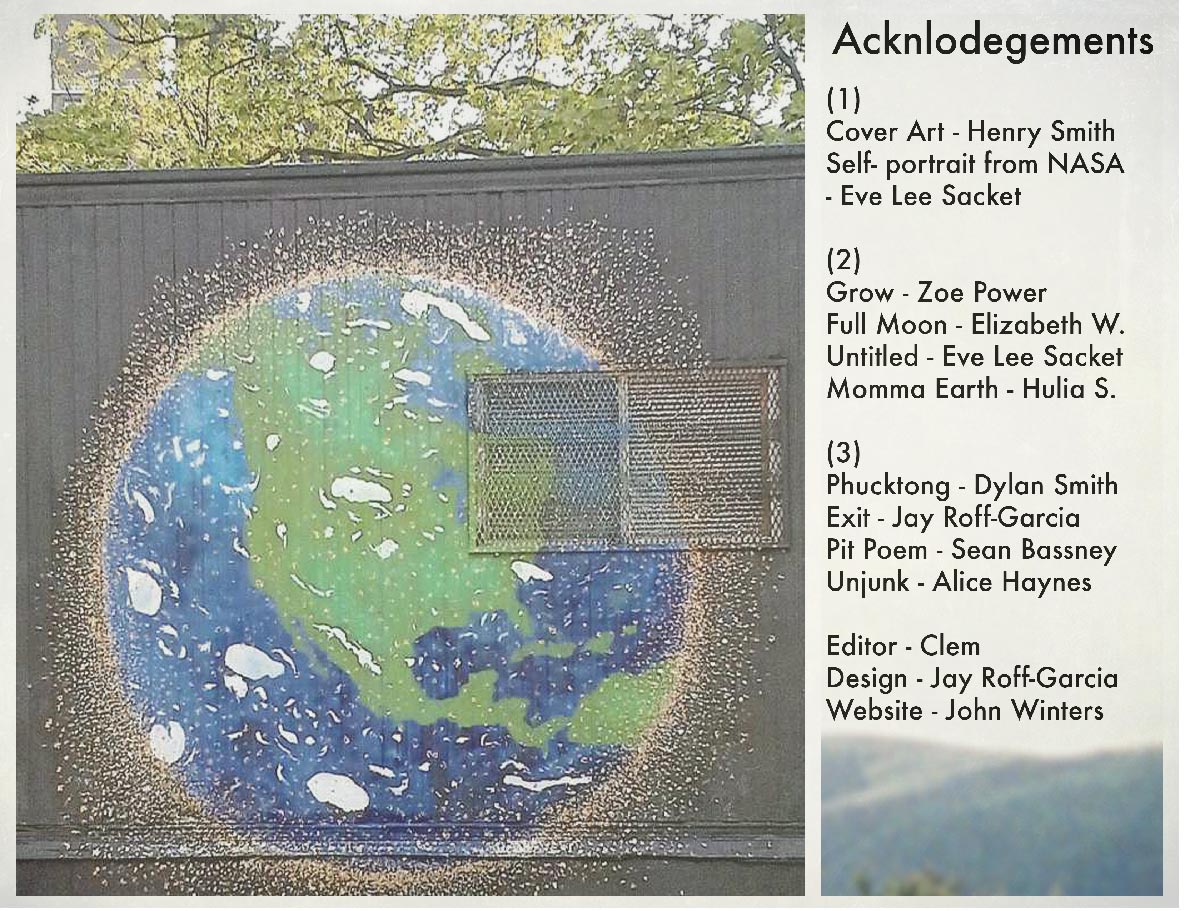 Acknlodegements
(1)
Cover Art - Henry Smith
Self- portrait from NASA
- Eve Lee Sacket
(2)
Grow - Zoe Power
Full Moon - Elizabeth W.
Untitled - Eve Lee Sacket
Momma Earth - Hulia S.
(3)
Phucktong - Dylan Smith
Exit - Jay Roff-Garcia
Pit Poem - Sean Bassney
Unjunk - Alice Haynes
Editor - Clem
Design - Jay Roff-Garcia
Website - John Winters